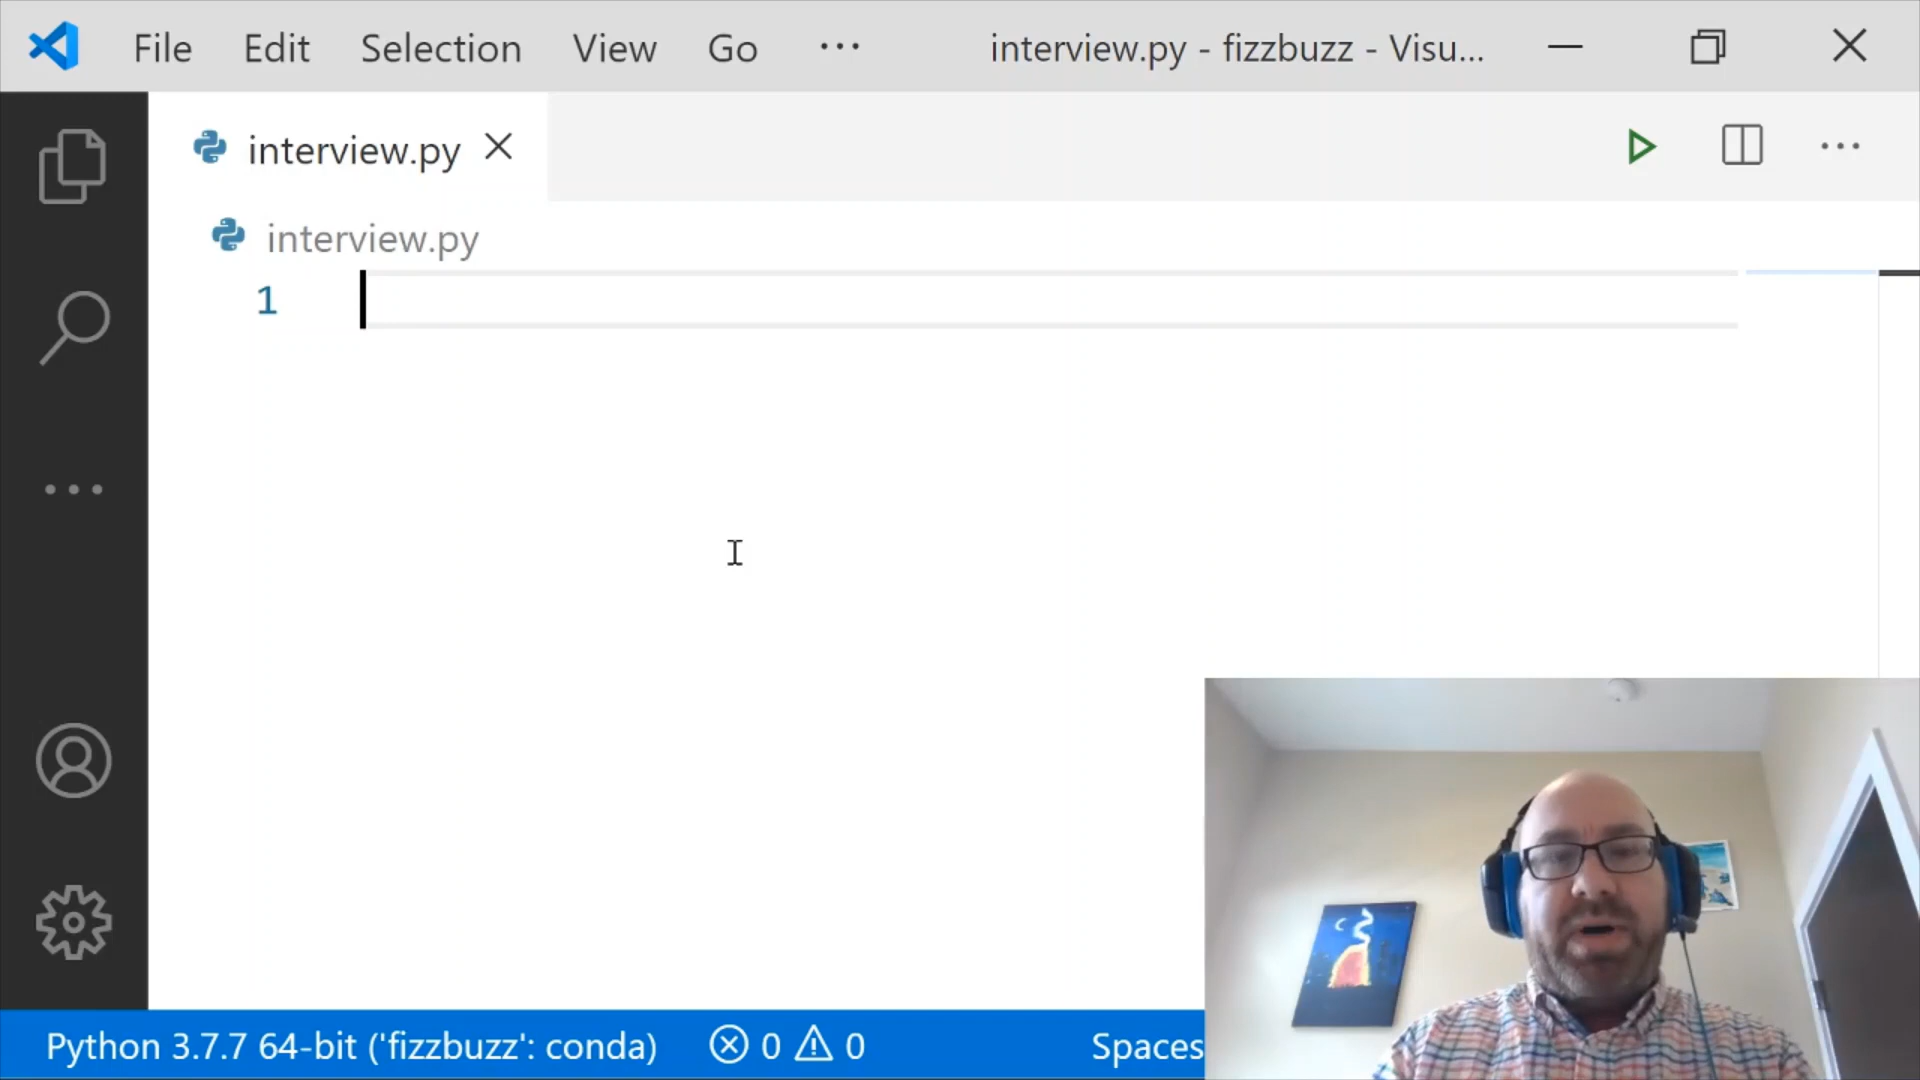 File Edit Selection View Go ··· interview.py - fizzbuzz - Visu...
interview.py
interview.py
1
Python 3.7.7 64-bit ('fizzbuzz': conda) 0 0 Spaces